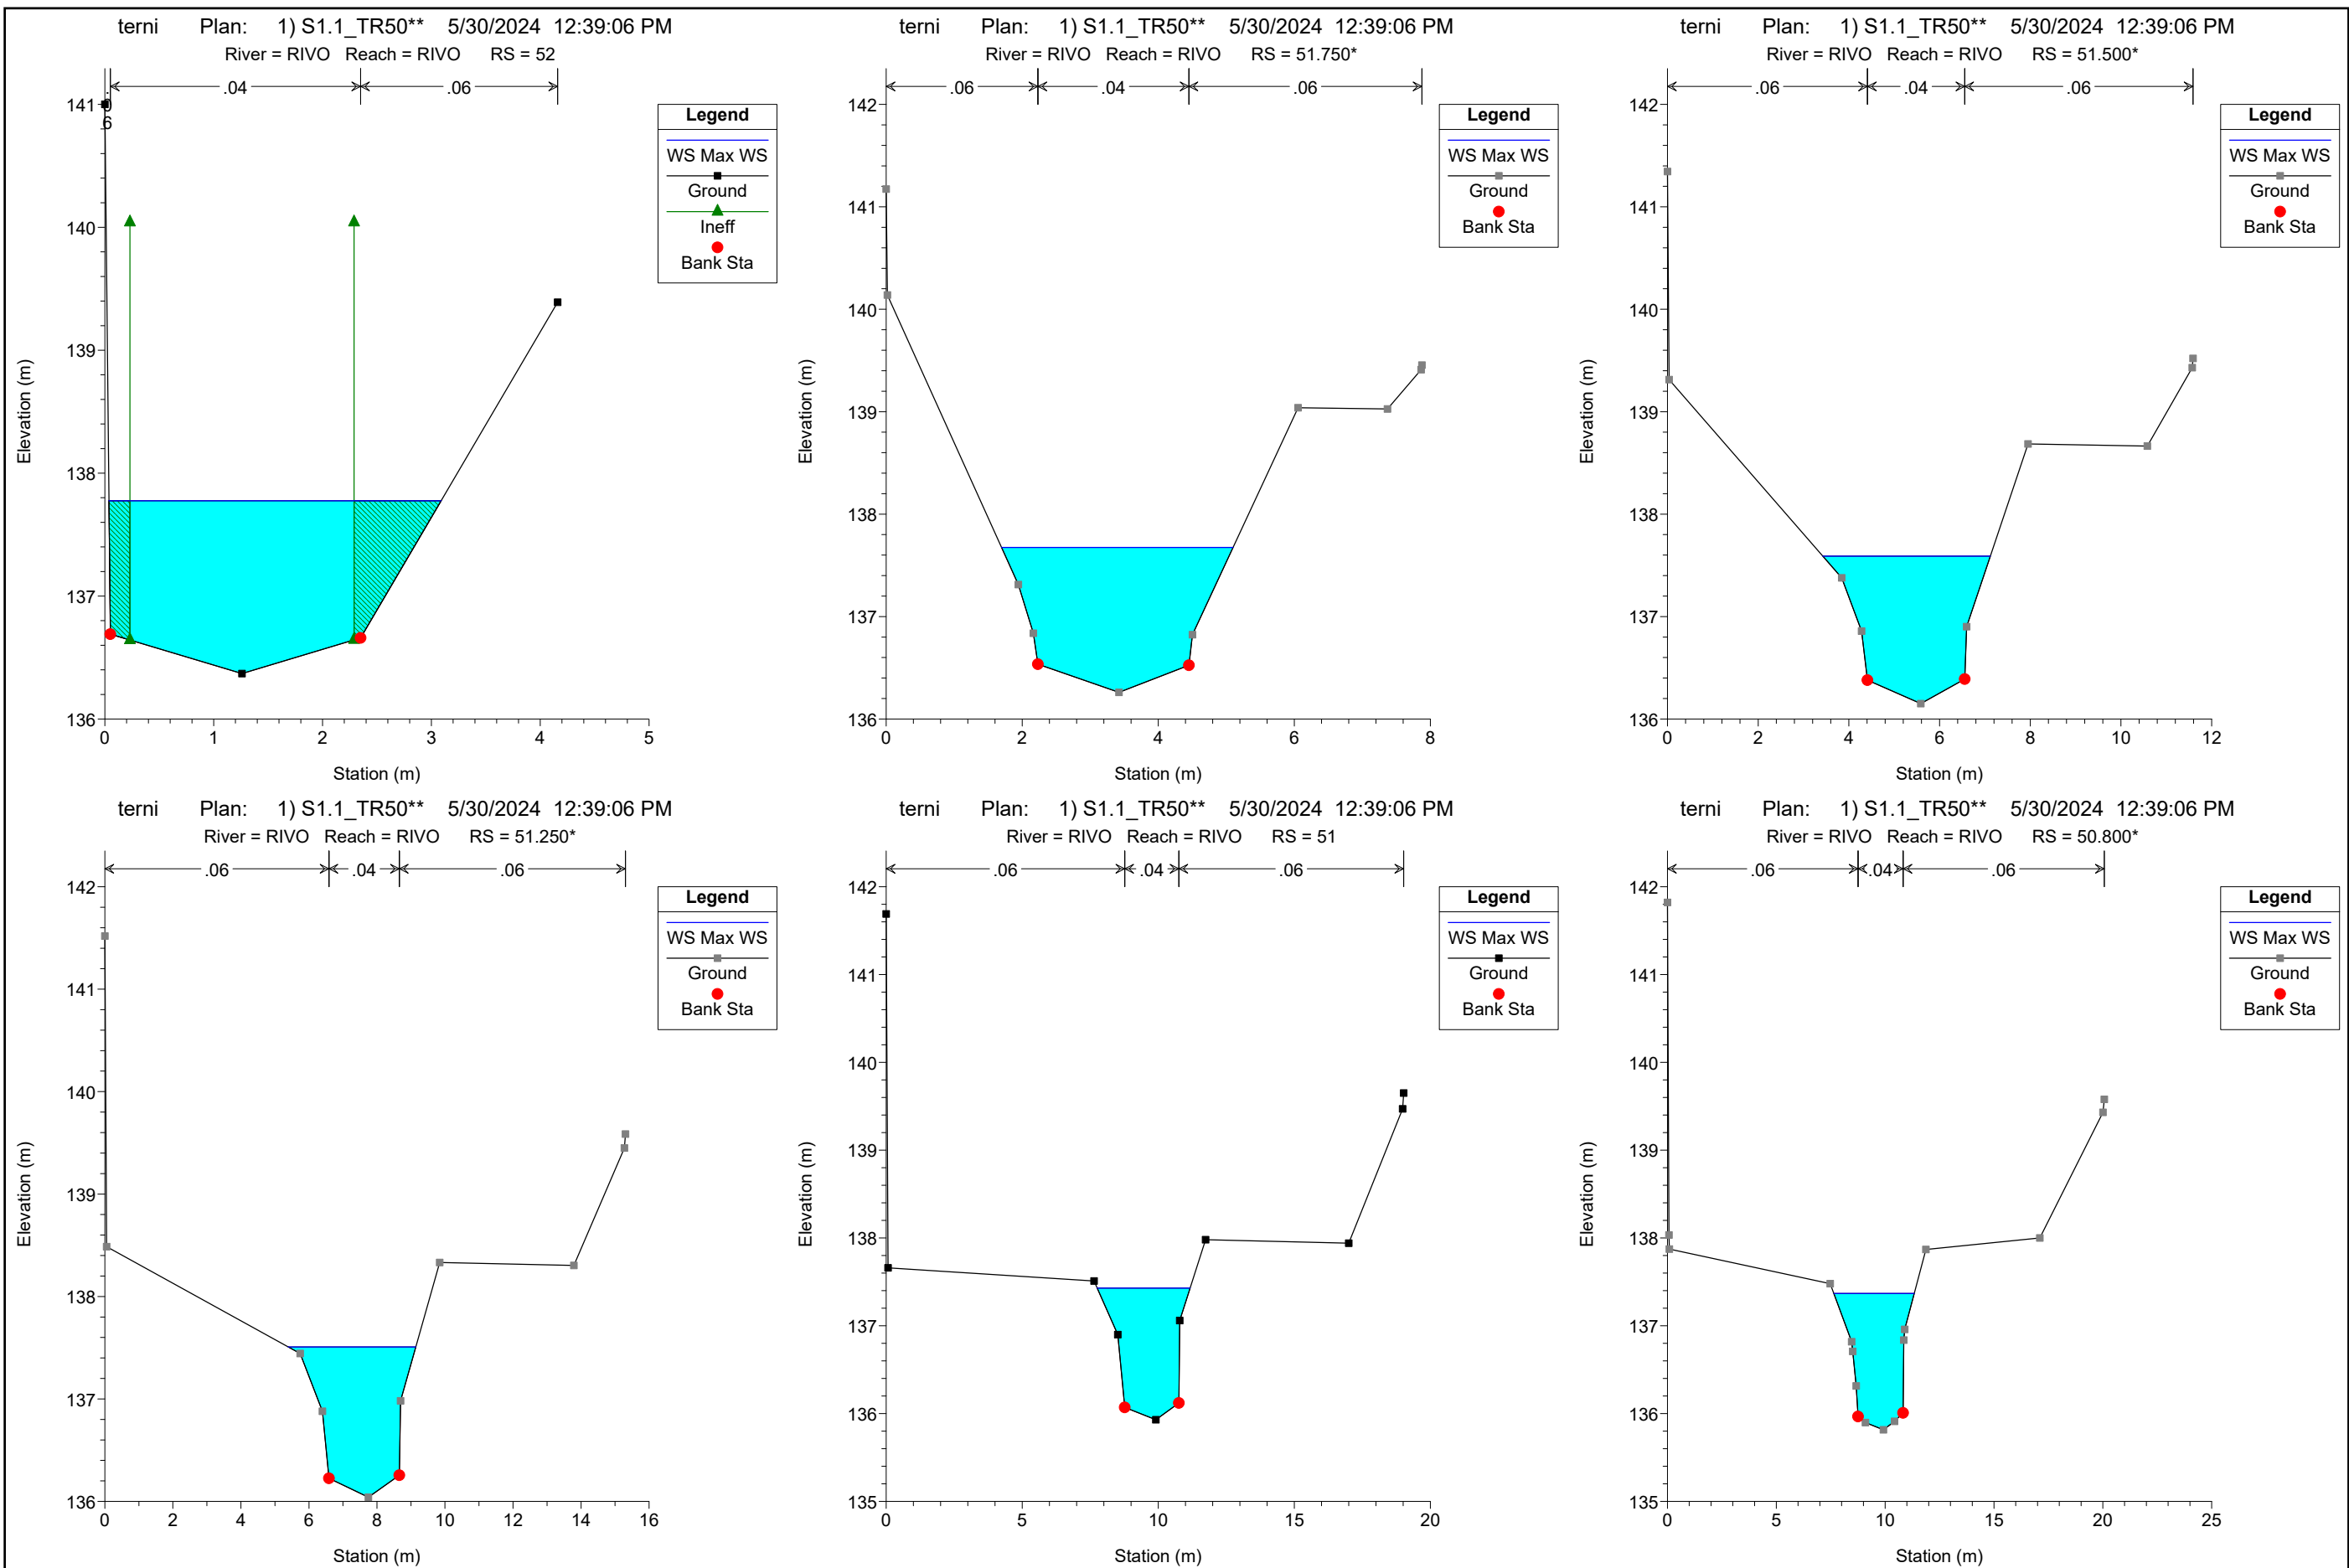 terni Plan: 1) S1.1_TR50** 5/30/2024 12:39:06 PM
River = RIVO Reach = RIVO RS = 52
.06
.04
.06
141
140
139
138
137
136
0 1 2 3 4 5
Station (m)
Elevation (m)
Legend
WS Max WS
Ground
Ineff
Bank Sta
terni Plan: 1) S1.1_TR50** 5/30/2024 12:39:06 PM
River = RIVO Reach = RIVO RS = 51.750*
.06 .04 .06
142
141
140
139
138
137
136
0 2 4 6 8
Station (m)
Elevation (m)
Legend
WS Max WS
Ground
Bank Sta
terni Plan: 1) S1.1_TR50** 5/30/2024 12:39:06 PM
River = RIVO Reach = RIVO RS = 51.500*
.06 .04 .06
142
141
140
139
138
137
136
0 2 4 6 8 10 12
Station (m)
Elevation (m)
Legend
WS Max WS
Ground
Bank Sta
terni Plan: 1) S1.1_TR50** 5/30/2024 12:39:06 PM
River = RIVO Reach = RIVO RS = 51.250*
.06 .04 .06
142
141
140
139
138
137
136
0 2 4 6 8 10 12 14 16
Station (m)
Elevation (m)
Legend
WS Max WS
Ground
Bank Sta
terni Plan: 1) S1.1_TR50** 5/30/2024 12:39:06 PM
River = RIVO Reach = RIVO RS = 51
.06 .04 .06
142
141
140
139
138
137
136
135
0 5 10 15 20
Station (m)
Elevation (m)
Legend
WS Max WS
Ground
Bank Sta
terni Plan: 1) S1.1_TR50** 5/30/2024 12:39:06 PM
River = RIVO Reach = RIVO RS = 50.800*
.06 .04 .06
142
141
140
139
138
137
136
135
0 5 10 15 20 25
Station (m)
Elevation (m)
Legend
WS Max WS
Ground
Bank Sta